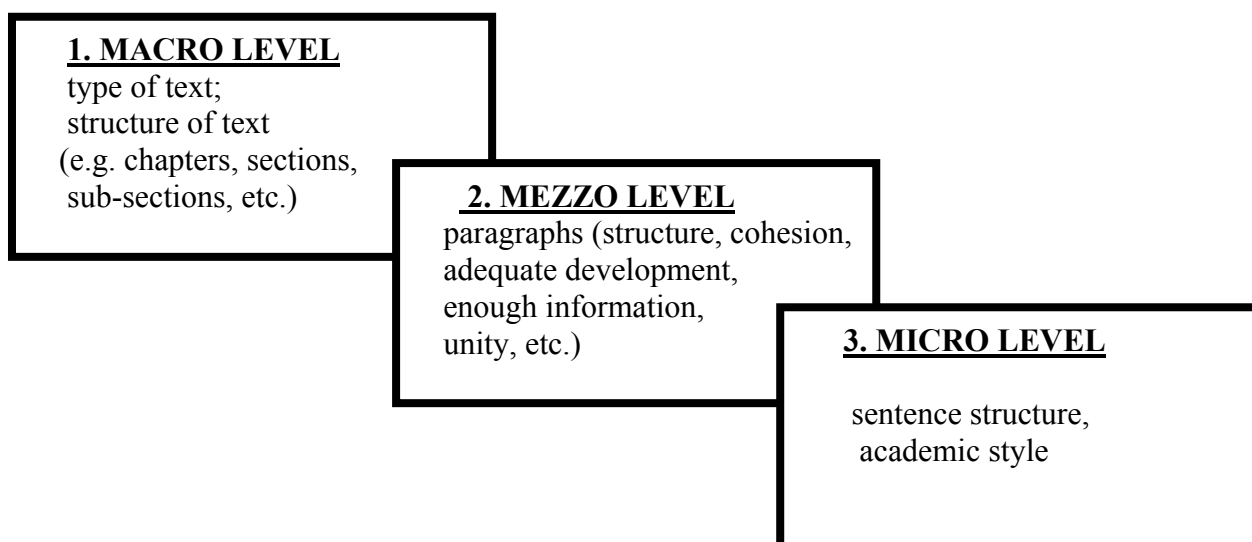 1. MACRO LEVEL
type of text;
structure of text
(e.g. chapters, sections,
sub-sections, etc.)
2. MEZZO LEVEL
paragraphs (structure, cohesion,
adequate development,
enough information,
unity, etc.)
3. MICRO LEVEL
sentence structure,
academic style